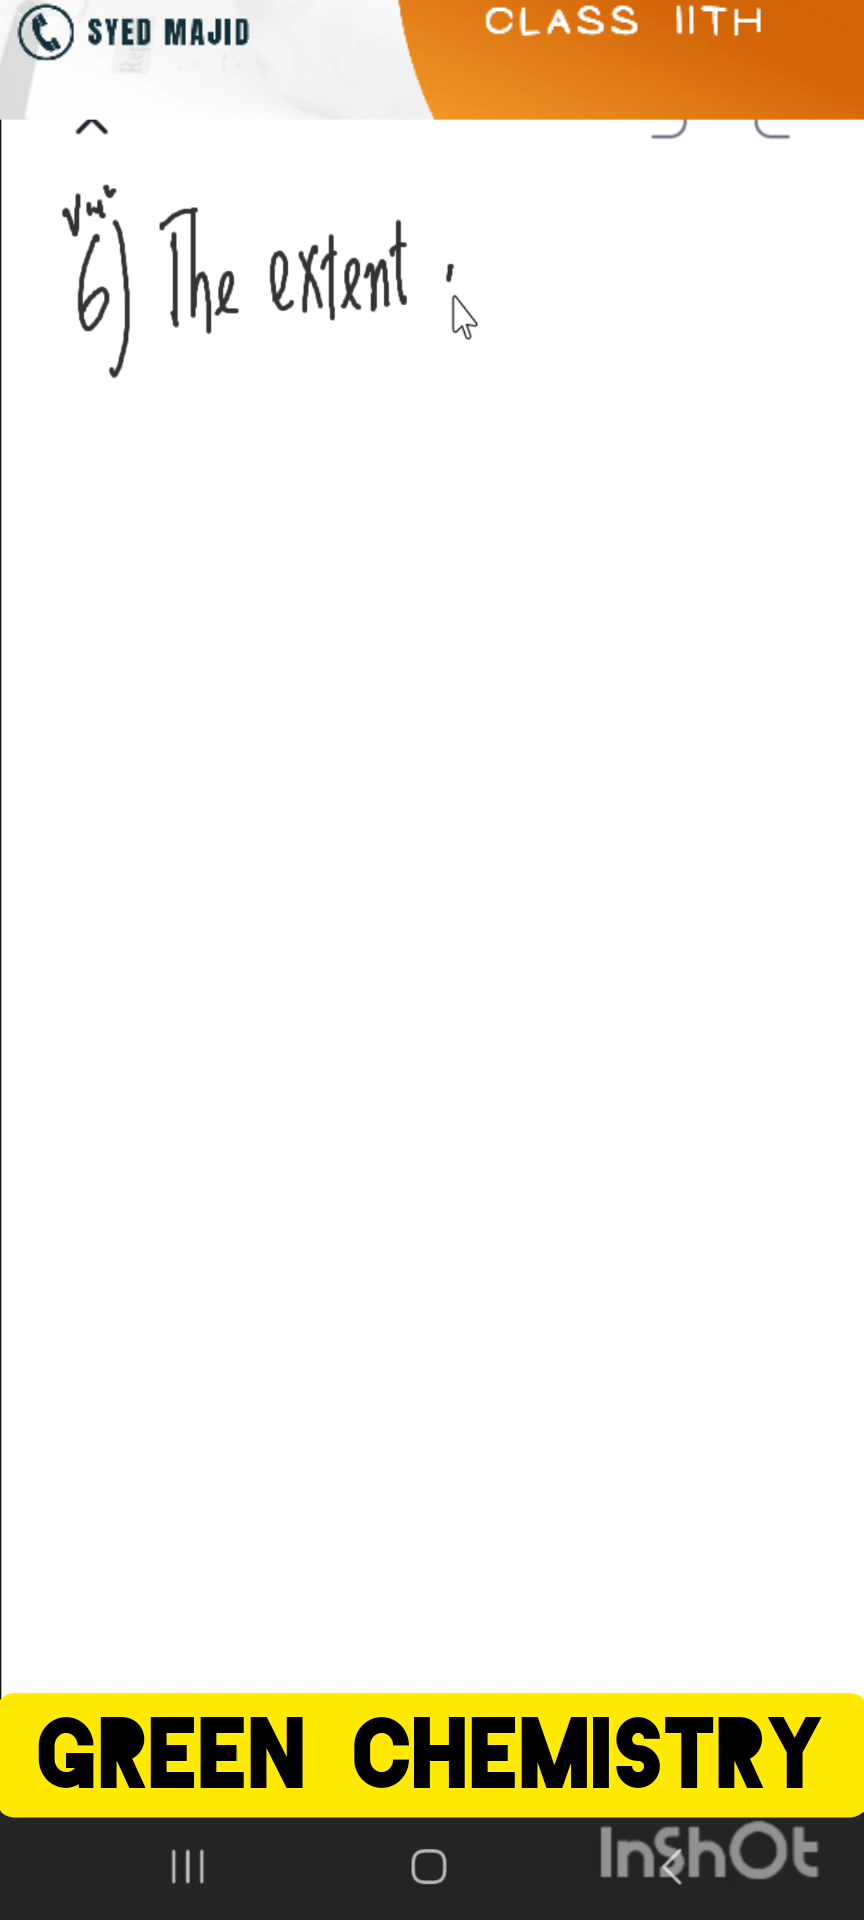 SYED MAJID
CLASS 11TH
6) The extent
GREEN CHEMISTRY
InShOt